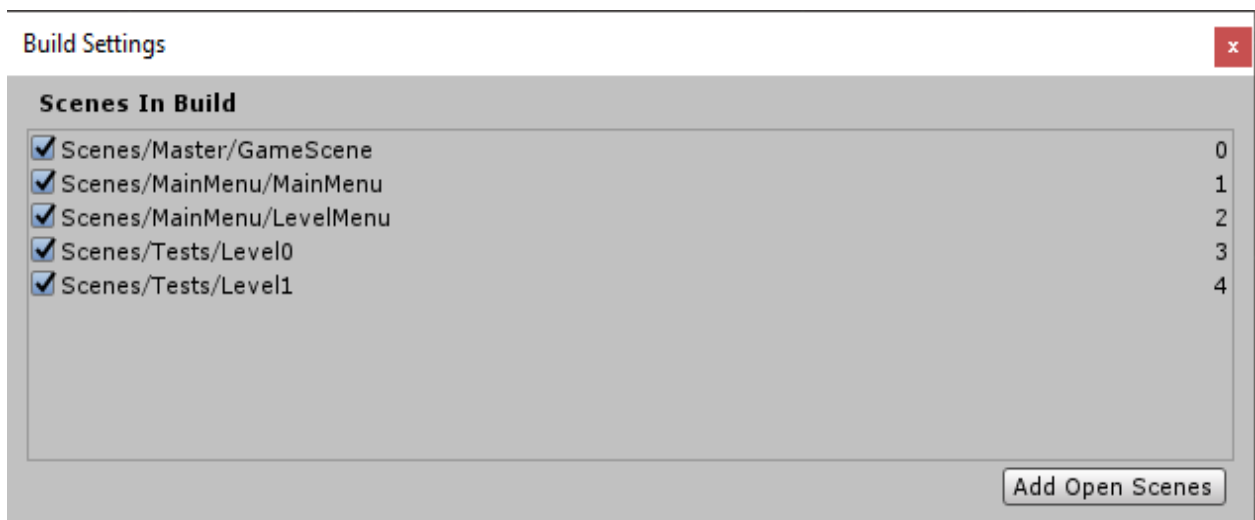 Build Settings x
Scenes In Build
Scenes/Master/GameScene 0
Scenes/MainMenu/MainMenu 1
Scenes/MainMenu/LevelMenu 2
Scenes/Tests/Level0 3
Scenes/Tests/Level1 4
Add Open Scenes